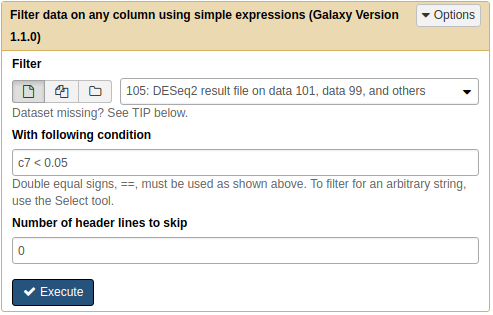 Filter data on any column using simple expressions (Galaxy Version
1.1.0)
Options
Filter
105: DESeq2 result file on data 101, data 99, and others
Dataset missing? See TIP below.
With following condition
c7 < 0.05
Double equal signs, ==, must be used as shown above. To filter for an arbitrary string,
use the Select tool.
Number of header lines to skip
0
Execute